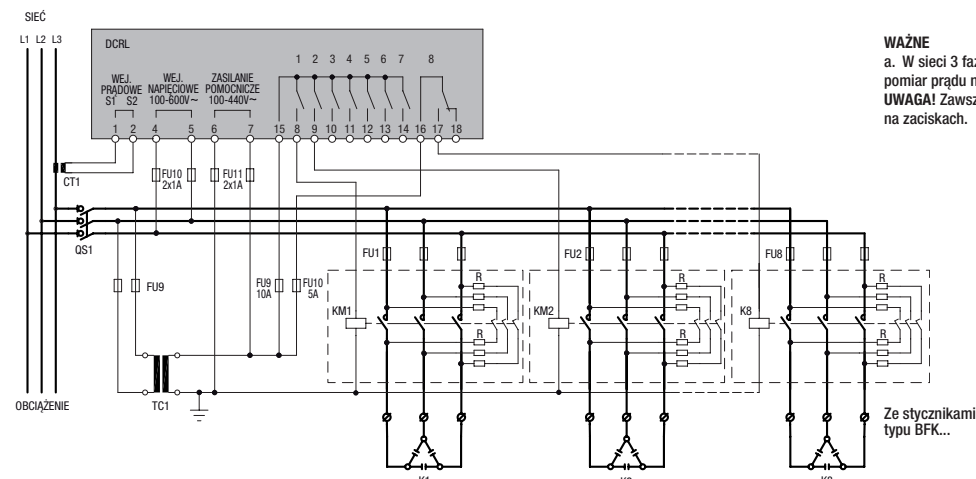 SIEĆ
L1 L2 L3
DCRL
WEJ. PRĄDOWE
S1 S2
WEJ. NAPIĘCIOWE
100-600V~
ZASILANIE POMOCNICZE
100-440V~
1 2 3 4 5 6 7 8
1 2 4 5 6 7 15 8 9 10 11 12 13 14 16 17 18
CT1
FU10
2x1A
FU11
2x1A
QS1
FU9
FU9
10A
FU10
5A
FU1
FU2
FU8
KM1
R
R
KM2
R
R
K8
R
R
OBCIĄŻENIE
TC1
WAŻNE
a. W sieci 3 faz
pomiar prądu n
UWAGA! Zawsz
na zaciskach.
Ze stycznikami
typu BFK...